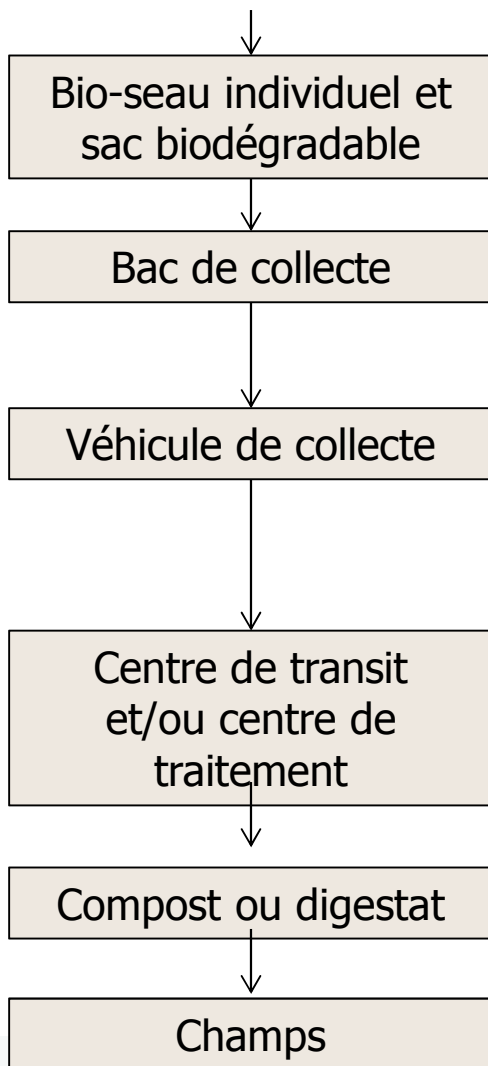 Bio-seau individuel et
sac biodégradable
Bac de collecte
Véhicule de collecte
Centre de transit
et/ou centre de
traitement
Compost ou digestat
Champs